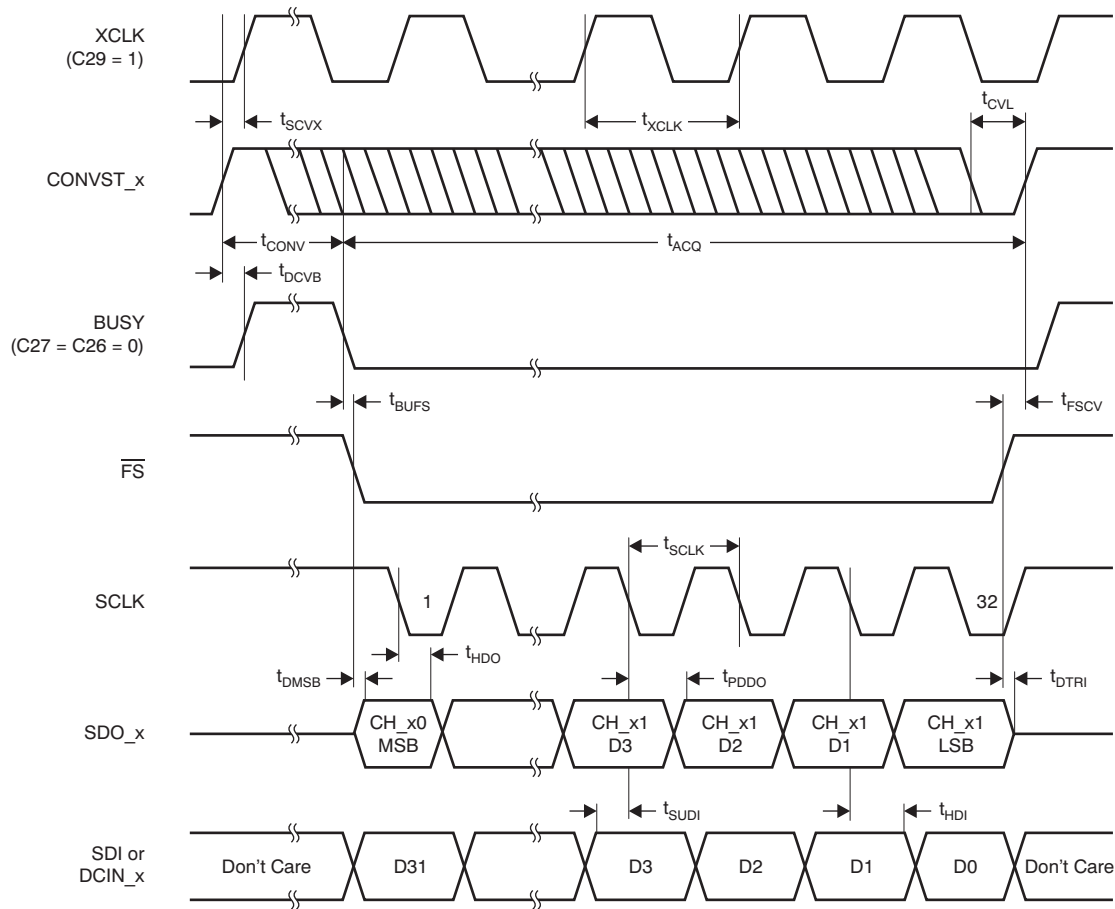 XCLK
(C29 = 1)
tSCVX
tXCLK
tCVL
CONVST_x
tCONV
tACQ
tDCVB
BUSY
(C27 = C26 = 0)
tBUFS
tFSCV
FS
tSCLK
SCLK
1
32
tHDO
tDMSB
tPDDO
tDTRI
SDO_x
CH_x0
MSB
CH_x1
D3
CH_x1
D2
CH_x1
D1
CH_x1
LSB
tSUDI
tHDI
SDI or
DCIN_x
Don't Care
D31
D3
D2
D1
D0
Don't Care